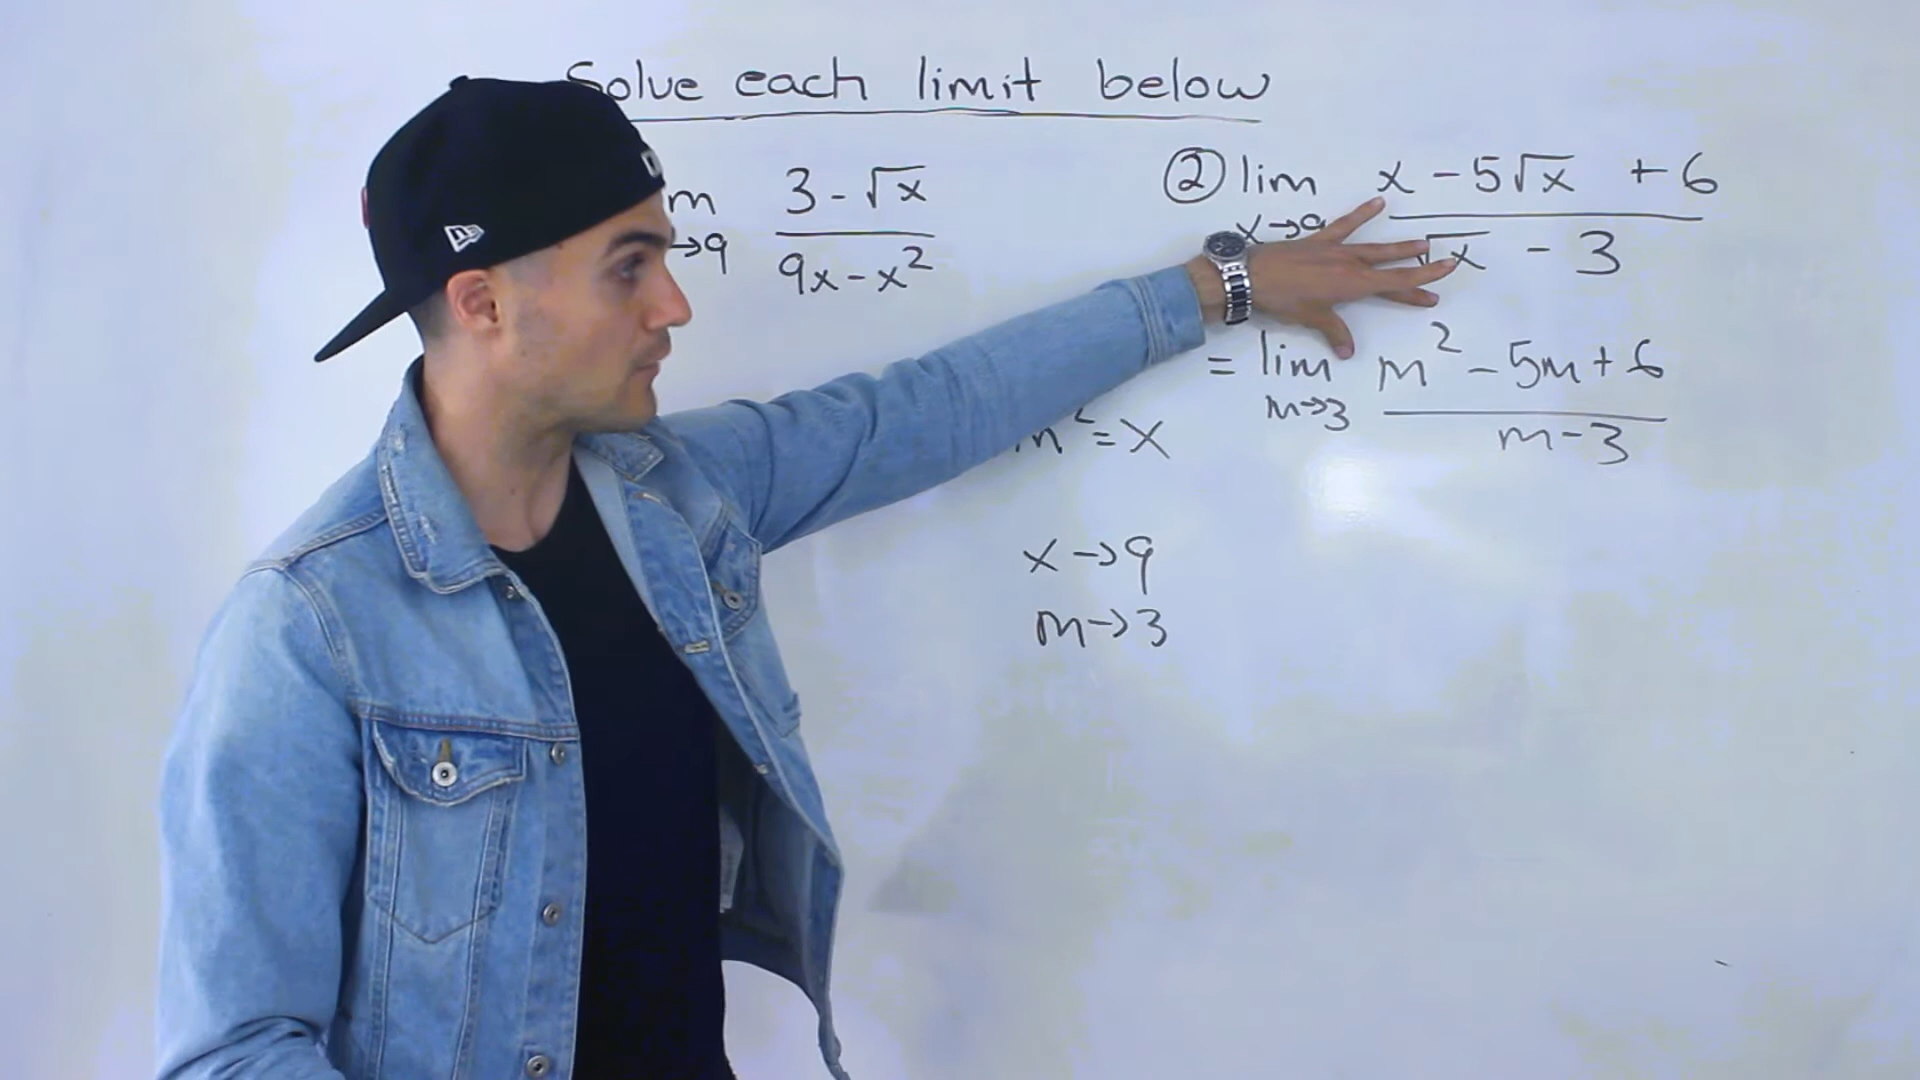 Solve each limit below
m 3 - √x
→9 9x - x²
② lim x - 5√x + 6
x→9 √x - 3
= lim m² - 5m + 6
m→3 m - 3
m² = x
x → 9
m → 3